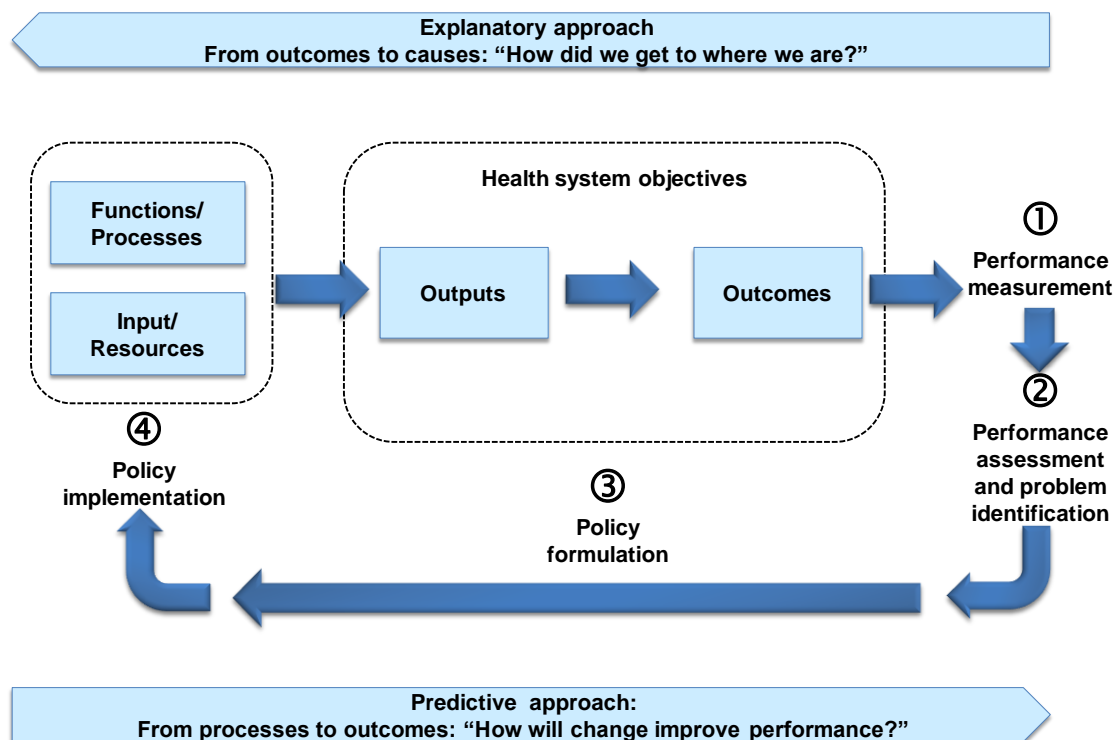 Explanatory approach
From outcomes to causes: “How did we get to where we are?”
Health system objectives
Functions/
Processes
Input/
Resources
Outputs
Outcomes
①
Performance
measurement
②
Performance
assessment
and problem
identification
③
Policy
formulation
④
Policy
implementation
Predictive approach:
From processes to outcomes: “How will change improve performance?”